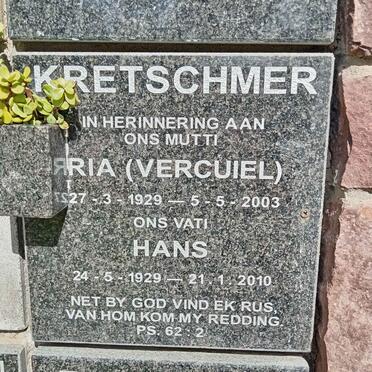 KRETSCHMER
IN HERINNERING AAN
ONS MUTTI
RIA (VERCUIEL)
27 - 3 - 1929 — 5 - 5 - 2003
ONS VATI
HANS
24 - 5 - 1929 — 21 . 1 . 2010
NET BY GOD VIND EK RUS,
VAN HOM KOM MY REDDING.
PS. 62 : 2